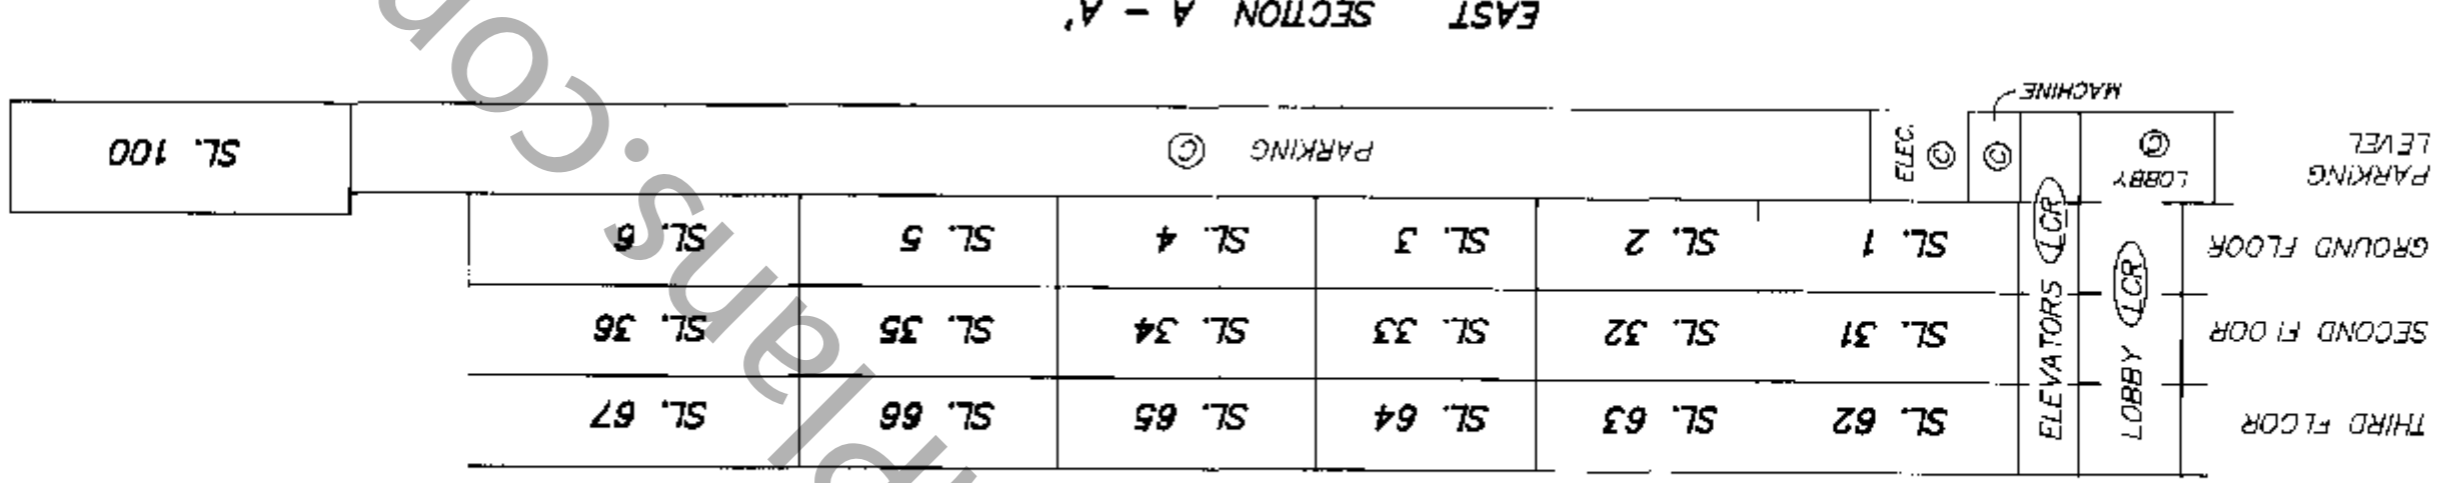 THIRD FLOOR
SL. 62 SL. 63 SL. 64 SL. 65 SL. 66 SL. 67
SECOND FLOOR
SL. 31 SL. 32 SL. 33 SL. 34 SL. 35 SL. 36
GROUND FLOOR
SL. 1 SL. 2 SL. 3 SL. 4 SL. 5 SL. 6
LOBBY LCR
ELEVATORS LCR
PARKING
LEVEL
LOBBY
C
C
C
ELEC.
PARKING C
SL. 100
MACHINE
EAST SECTION A - A'
plans.com